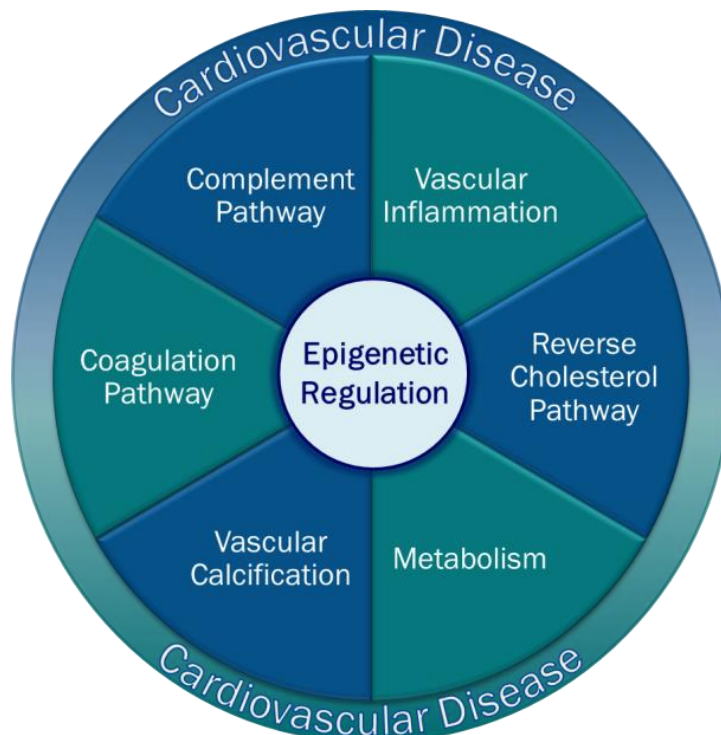 Cardiovascular Disease
Complement
Pathway
Vascular
Inflammation
Coagulation
Pathway
Epigenetic
Regulation
Reverse
Cholesterol
Pathway
Vascular
Calcification
Metabolism
Cardiovascular Disease